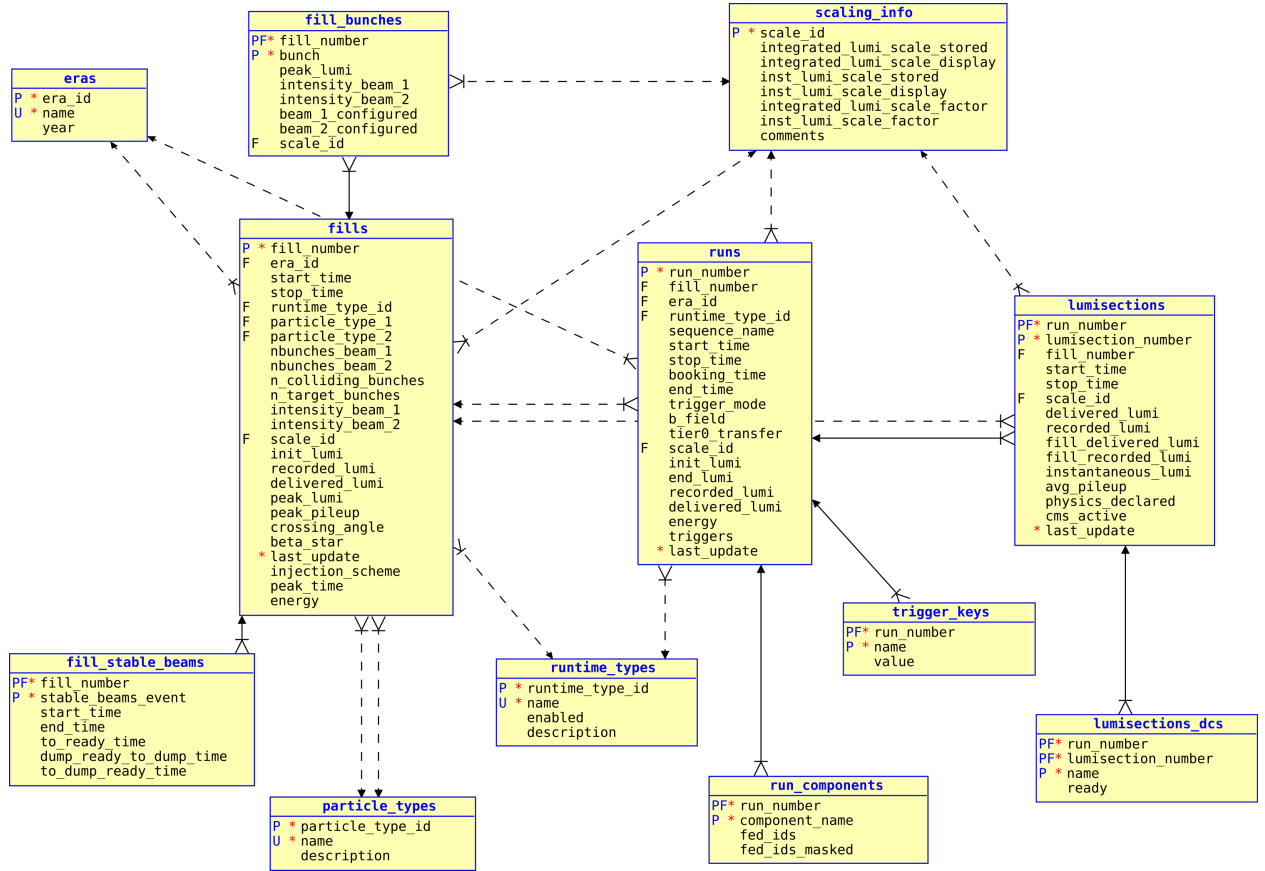 fill_bunches
PF* fill_number
P * bunch
peak_lumi
intensity_beam_1
intensity_beam_2
beam_1_configured
beam_2_configured
F scale_id
scaling_info
P * scale_id
integrated_lumi_scale_stored
integrated_lumi_scale_display
inst_lumi_scale_stored
inst_lumi_scale_display
integrated_lumi_scale_factor
inst_lumi_scale_factor
comments
eras
P * era_id
U * name
year
fills
P * fill_number
F era_id
start_time
stop_time
F runtime_type_id
F particle_type_1
F particle_type_2
nbunches_beam_1
nbunches_beam_2
n_colliding_bunches
n_target_bunches
intensity_beam_1
intensity_beam_2
F scale_id
init_lumi
recorded_lumi
delivered_lumi
peak_lumi
peak_pileup
crossing_angle
beta_star
* last_update
injection_scheme
peak_time
energy
runs
P * run_number
F fill_number
F era_id
F runtime_type_id
sequence_name
start_time
stop_time
booking_time
end_time
trigger_mode
b_field
tier0_transfer
F scale_id
init_lumi
end_lumi
recorded_lumi
delivered_lumi
energy
triggers
* last_update
lumisections
PF* run_number
P * lumisection_number
F fill_number
start_time
stop_time
F scale_id
delivered_lumi
recorded_lumi
fill_delivered_lumi
fill_recorded_lumi
instantaneous_lumi
avg_pileup
physics_declared
cms_active
* last_update
trigger_keys
PF* run_number
P * name
value
fill_stable_beams
PF* fill_number
P * stable_beams_event
start_time
end_time
to_ready_time
dump_ready_to_dump_time
to_dump_ready_time
runtime_types
P * runtime_type_id
U * name
enabled
description
lumisections_dcs
PF* run_number
PF* lumisection_number
P * name
ready
particle_types
P * particle_type_id
U * name
description
run_components
PF* run_number
P * component_name
fed_ids
fed_ids_masked